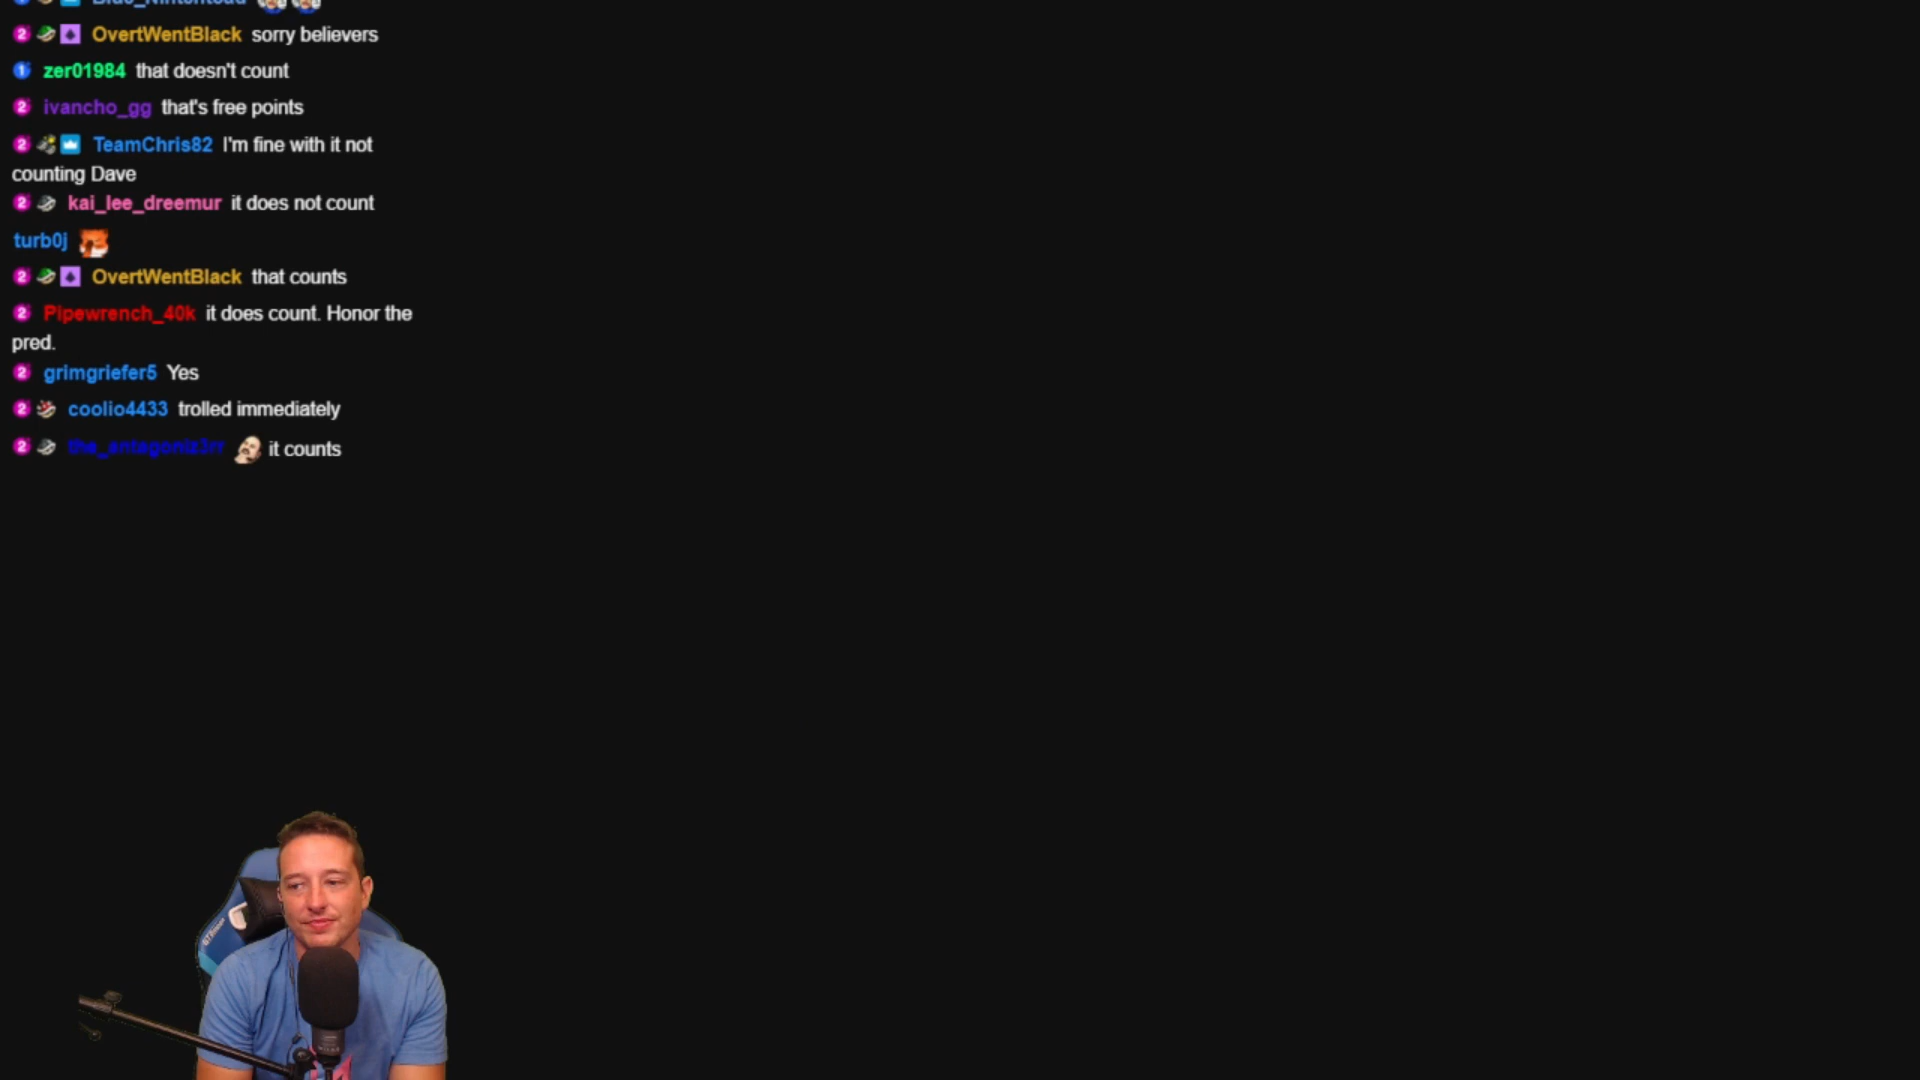 OvertWentBlack sorry believers
zer01984 that doesn't count
ivancho_gg that's free points
TeamChris82 I'm fine with it not
counting Dave
kai_lee_dreemur it does not count
turb0j
OvertWentBlack that counts
Pipewrench_40k it does count. Honor the
pred.
grimgriefer5 Yes
coolio4433 trolled immediately
the_antagoniz3rr it counts